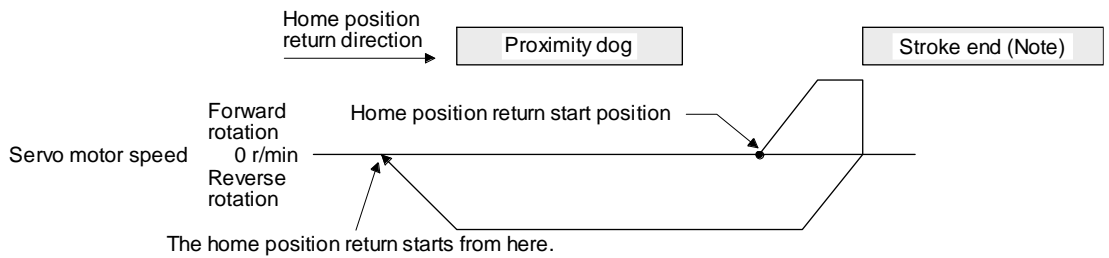 Home position
return direction
Proximity dog
Stroke end (Note)
Forward
rotation
Home position return start position
Servo motor speed
0 r/min
Reverse
rotation
The home position return starts from here.